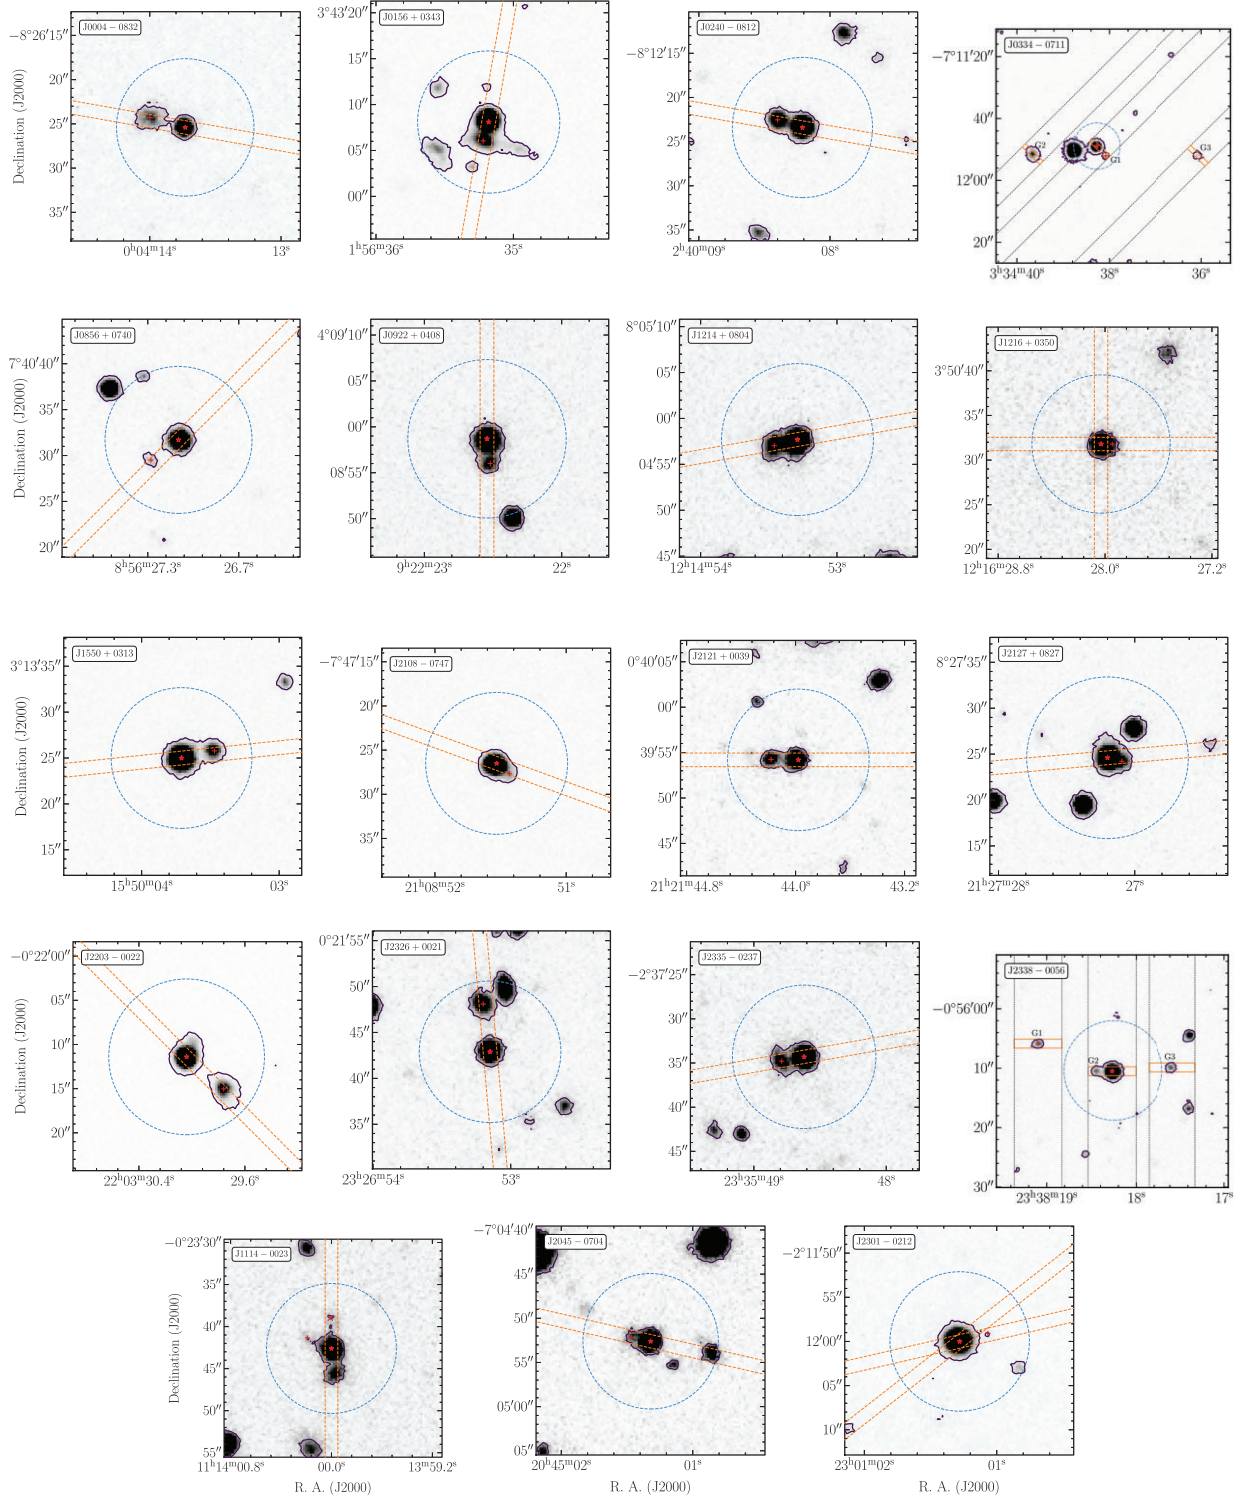 J0004 − 0832
−8°26′15″
20″
25″
30″
35″
Declination (J2000)
0ʰ04ᵐ14ˢ
13ˢ
J0156 + 0343
3°43′20″
15″
10″
05″
00″
1ʰ56ᵐ36ˢ
35ˢ
J0240 − 0812
−8°12′15″
20″
25″
30″
35″
2ʰ40ᵐ09ˢ
08ˢ
J0334 − 0711
−7°11′20″
40″
12′00″
20″
G2
G1
G3
3ʰ34ᵐ40ˢ
38ˢ
36ˢ
J0856 + 0740
7°40′40″
35″
30″
25″
20″
Declination (J2000)
8ʰ56ᵐ27.3ˢ
26.7ˢ
J0922 + 0408
4°09′10″
05″
00″
08′55″
50″
9ʰ22ᵐ23ˢ
22ˢ
J1214 + 0804
8°05′10″
05″
00″
04′55″
50″
45″
12ʰ14ᵐ54ˢ
53ˢ
J1216 + 0350
3°50′40″
35″
30″
25″
20″
12ʰ16ᵐ28.8ˢ
28.0ˢ
27.2ˢ
J1550 + 0313
3°13′35″
30″
25″
20″
15″
Declination (J2000)
15ʰ50ᵐ04ˢ
03ˢ
J2108 − 0747
−7°47′15″
20″
25″
30″
35″
21ʰ08ᵐ52ˢ
51ˢ
J2121 + 0039
0°40′05″
00″
39′55″
50″
45″
21ʰ21ᵐ44.8ˢ
44.0ˢ
43.2ˢ
J2127 + 0827
8°27′35″
30″
25″
20″
15″
21ʰ27ᵐ28ˢ
27ˢ
J2203 − 0022
−0°22′00″
05″
10″
15″
20″
Declination (J2000)
22ʰ03ᵐ30.4ˢ
29.6ˢ
J2326 + 0021
0°21′55″
50″
45″
40″
35″
23ʰ26ᵐ54ˢ
53ˢ
J2335 − 0237
−2°37′25″
30″
35″
40″
45″
23ʰ35ᵐ49ˢ
48ˢ
J2338 − 0056
−0°56′00″
10″
20″
30″
G1
G2
G3
23ʰ38ᵐ19ˢ
18ˢ
17ˢ
J1114 − 0023
−0°23′30″
35″
40″
45″
50″
55″
Declination (J2000)
11ʰ14ᵐ00.8ˢ
00.0ˢ
13ᵐ59.2ˢ
R. A. (J2000)
J2045 − 0704
−7°04′40″
45″
50″
55″
05′00″
05″
20ʰ45ᵐ02ˢ
01ˢ
R. A. (J2000)
J2301 − 0212
−2°11′50″
55″
12′00″
05″
10″
23ʰ01ᵐ02ˢ
01ˢ
R. A. (J2000)